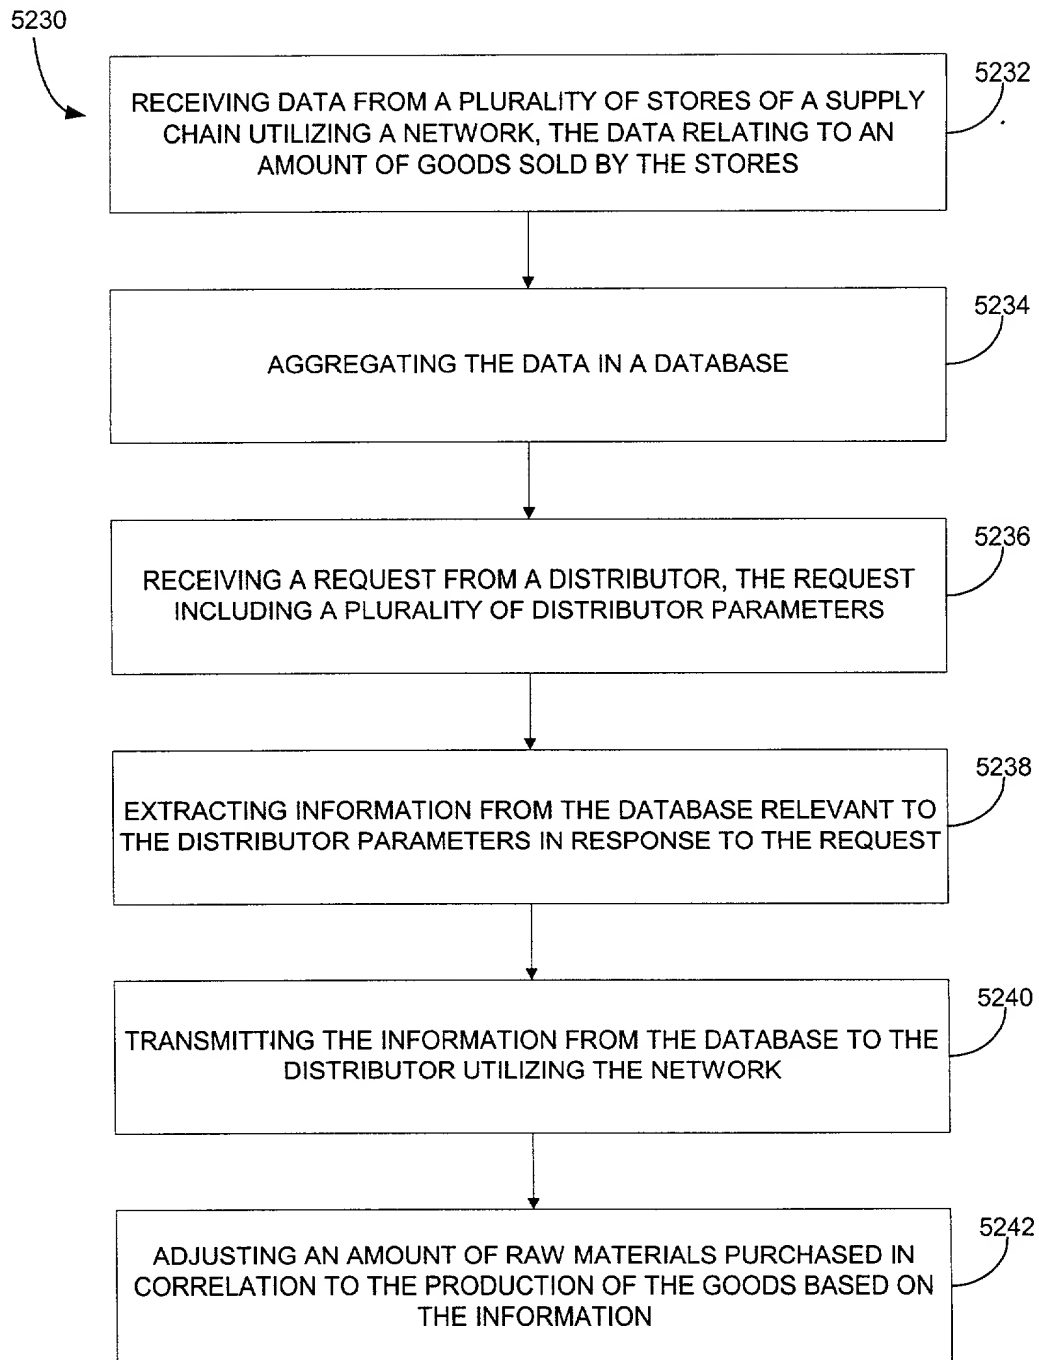 5230
5232
RECEIVING DATA FROM A PLURALITY OF STORES OF A SUPPLY
CHAIN UTILIZING A NETWORK, THE DATA RELATING TO AN
AMOUNT OF GOODS SOLD BY THE STORES
5234
AGGREGATING THE DATA IN A DATABASE
5236
RECEIVING A REQUEST FROM A DISTRIBUTOR, THE REQUEST
INCLUDING A PLURALITY OF DISTRIBUTOR PARAMETERS
5238
EXTRACTING INFORMATION FROM THE DATABASE RELEVANT TO
THE DISTRIBUTOR PARAMETERS IN RESPONSE TO THE REQUEST
5240
TRANSMITTING THE INFORMATION FROM THE DATABASE TO THE
DISTRIBUTOR UTILIZING THE NETWORK
5242
ADJUSTING AN AMOUNT OF RAW MATERIALS PURCHASED IN
CORRELATION TO THE PRODUCTION OF THE GOODS BASED ON
THE INFORMATION